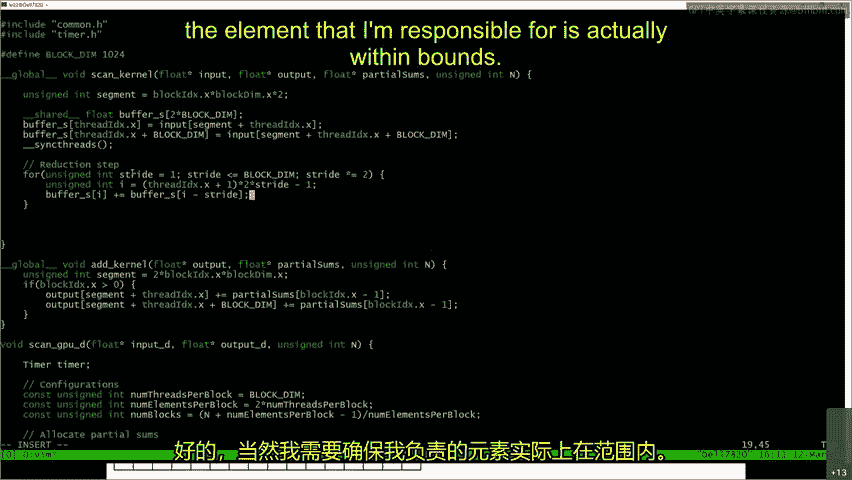 #include "common.h"
#include "timer.h"
the element that I'm responsible for is actually
within bounds.
#define BLOCK_DIM 1024
__global__ void scan_kernel(float* input, float* output, float* partialSums, unsigned int N) {
unsigned int segment = blockIdx.x*blockDim.x*2;
__shared__ float buffer_s[2*BLOCK_DIM];
buffer_s[threadIdx.x] = input[segment + threadIdx.x];
buffer_s[threadIdx.x + BLOCK_DIM] = input[segment + threadIdx.x + BLOCK_DIM];
__syncthreads();
// Reduction step
for(unsigned int stride = 1; stride <= BLOCK_DIM; stride *= 2) {
unsigned int i = (threadIdx.x + 1)*2*stride - 1;
buffer_s[i] += buffer_s[i - stride];
}
}
__global__ void add_kernel(float* output, float* partialSums, unsigned int N) {
unsigned int segment = 2*blockIdx.x*blockDim.x;
if(blockIdx.x > 0) {
output[segment + threadIdx.x] += partialSums[blockIdx.x - 1];
output[segment + threadIdx.x + BLOCK_DIM] += partialSums[blockIdx.x - 1];
}
}
void scan_gpu_d(float* input_d, float* output_d, unsigned int N) {
Timer timer;
// Configurations
const unsigned int numThreadsPerBlock = BLOCK_DIM;
const unsigned int numElementsPerBlock = 2*numThreadsPerBlock;
const unsigned int numBlocks = (N + numElementsPerBlock - 1)/numElementsPerBlock;
// Allocate partial sums
-- INSERT --
19,45
好的，当然我需要确保我负责的元素实际上在范围内。
+13